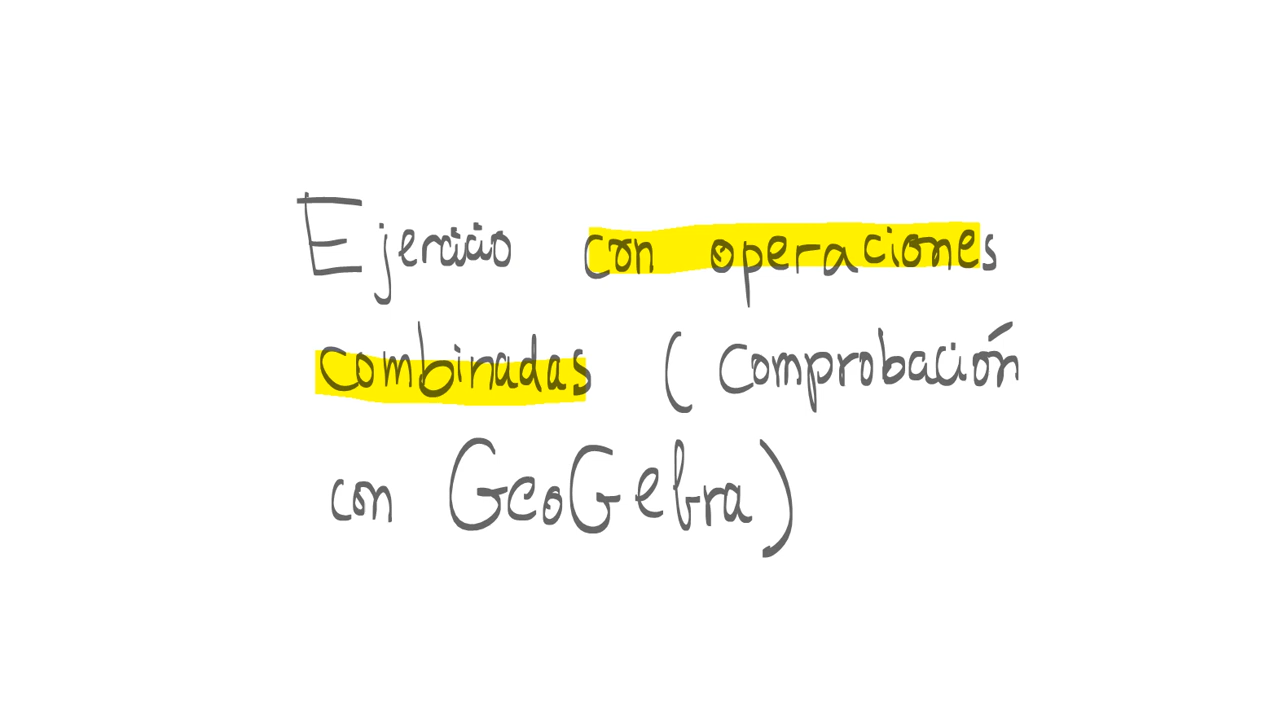 Ejercicio con operaciones
combinadas (Comprobación
con GeoGebra)